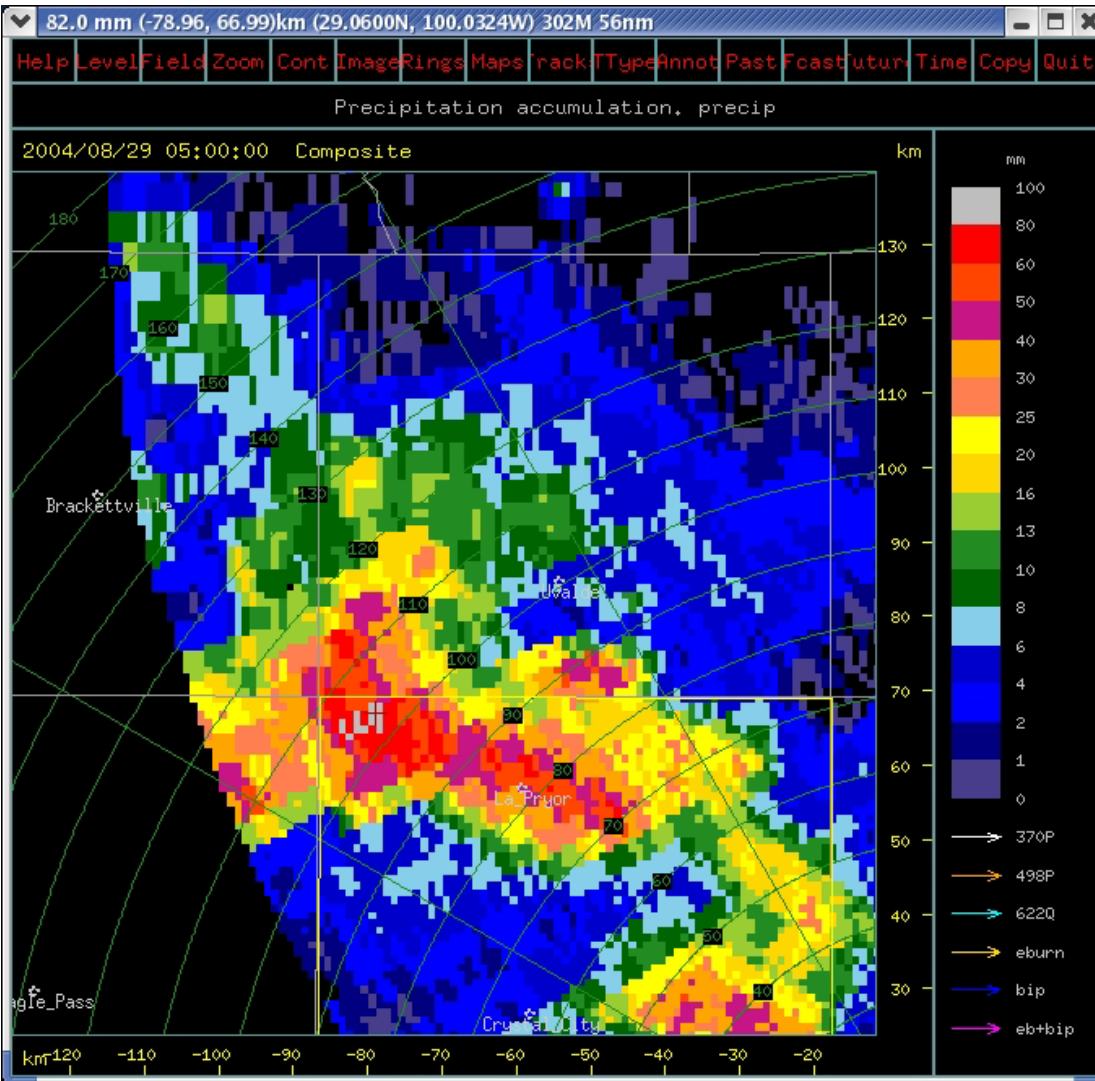 82.0 mm (-78.96, 66.99)km (29.0600N, 100.0324W) 302M 56nm
Help Level Field Zoom Cont Image Rings Maps Track TType Annot Past Fcast uturn Time Copy Quit
Precipitation accumulation. precip
2004/08/29 05:00:00 Composite km
mm
100
80
60
50
40
30
25
20
16
13
10
8
6
4
2
1
0
180
170
160
150
140
130
120
110
100
90
80
70
60
50
40
130
120
110
100
90
80
70
60
50
40
30
Brackettville
Uvalde
La_Pryor
agle_Pass
Crystal_City
370P
498P
622Q
eburn
bip
eb+bip
km -120 -110 -100 -90 -80 -70 -60 -50 -40 -30 -20